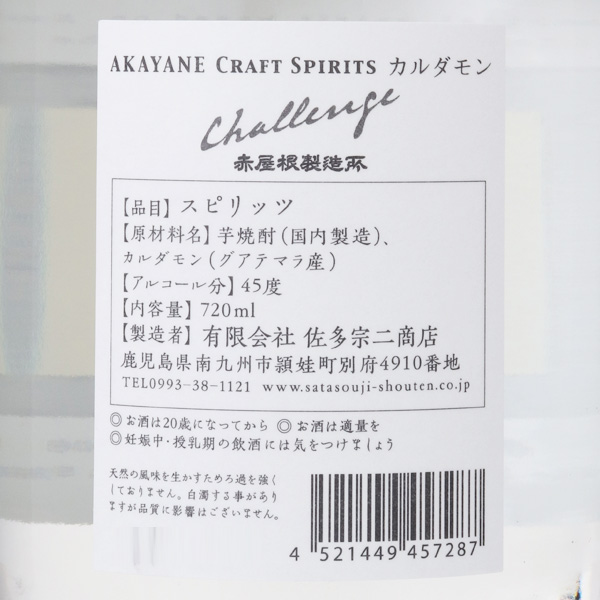 AKAYANE CRAFT SPIRITS カルダモン
Challenge
赤屋根製造所
【品目】スピリッツ
【原材料名】芋焼酎(国内製造)、
カルダモン(グアテマラ産)
【アルコール分】45度
【内容量】720ml
【製造者】有限会社 佐多宗二商店
鹿児島県南九州市頴娃町別府4910番地
TEL0993-38-1121 www.satasouji-shouten.co.jp
◎お酒は20歳になってから ◎お酒は適量を
◎妊娠中・授乳期の飲酒には気をつけましょう
天然の風味を生かすためろ過を強く
しておりません。白濁する事があり
ますが品質に影響はございません。
4 521449 457287